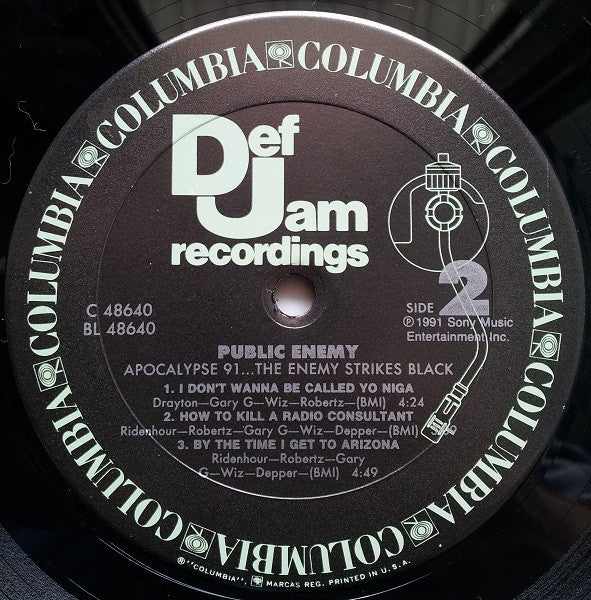 COLUMBIA COLUMBIA COLUMBIA COLUMBIA COLUMBIA COLUMBIA COLUMBIA COLUMBIA COLUMBIA
Def
Jam
recordings
C 48640
BL 48640
SIDE 2
℗ 1991 Sony Music
Entertainment Inc.
PUBLIC ENEMY
APOCALYPSE 91...THE ENEMY STRIKES BLACK
1. I DON'T WANNA BE CALLED YO NIGA
Drayton—Gary G—Wiz—Robertz—(BMI) 4:24
2. HOW TO KILL A RADIO CONSULTANT
Ridenhour—Robertz—Gary G—Wiz—Depper—(BMI)
3. BY THE TIME I GET TO ARIZONA
Ridenhour—Robertz—Gary
G—Wiz—Depper—(BMI) 4:49
® "COLUMBIA", MARCAS REG. PRINTED IN U.S.A.